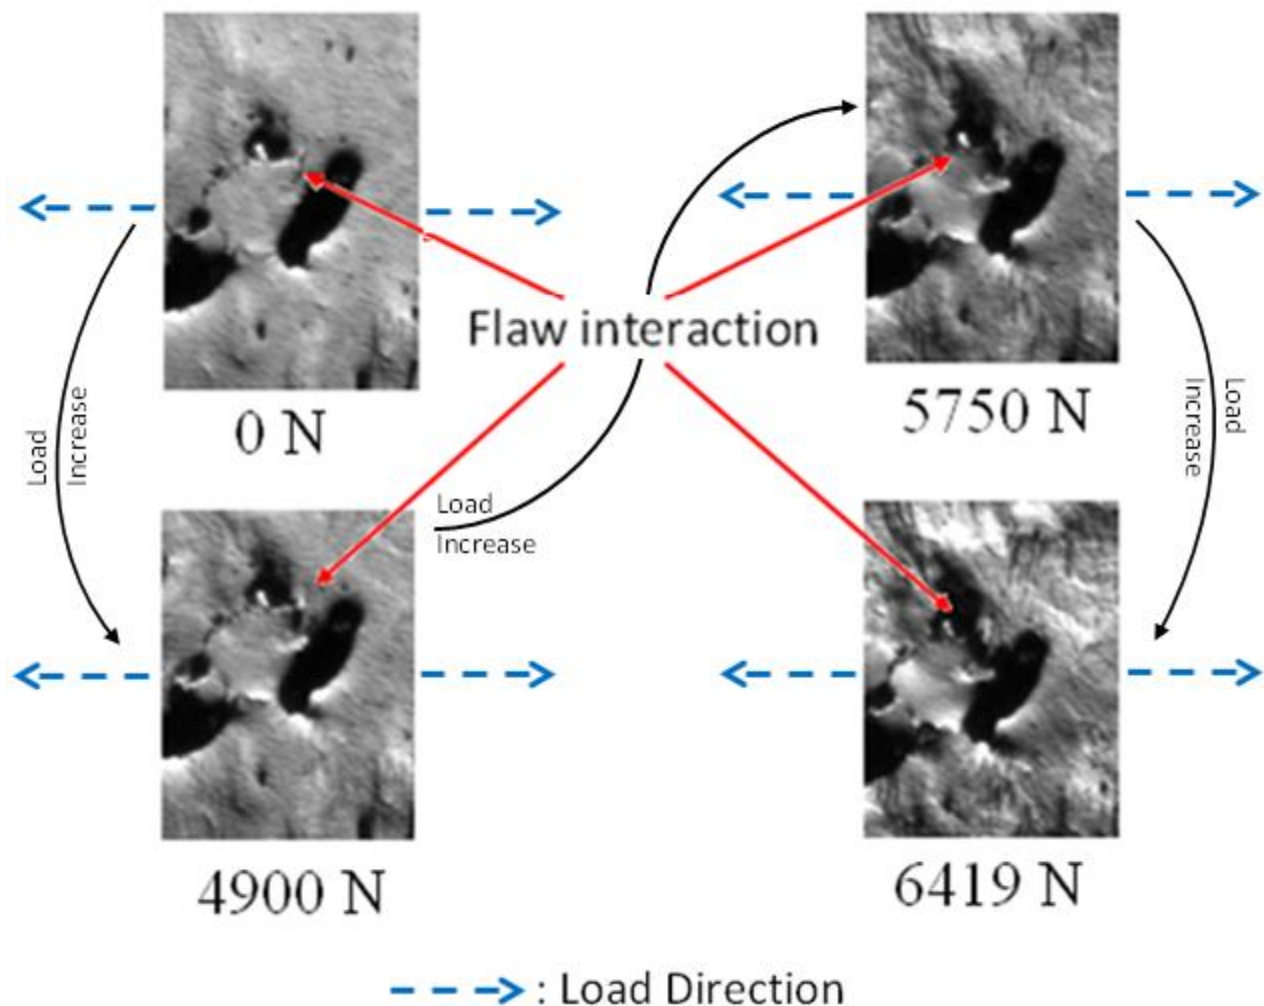 Flaw interaction
0 N
5750 N
Load
Increase
Load
Increase
Load
Increase
4900 N
6419 N
: Load Direction